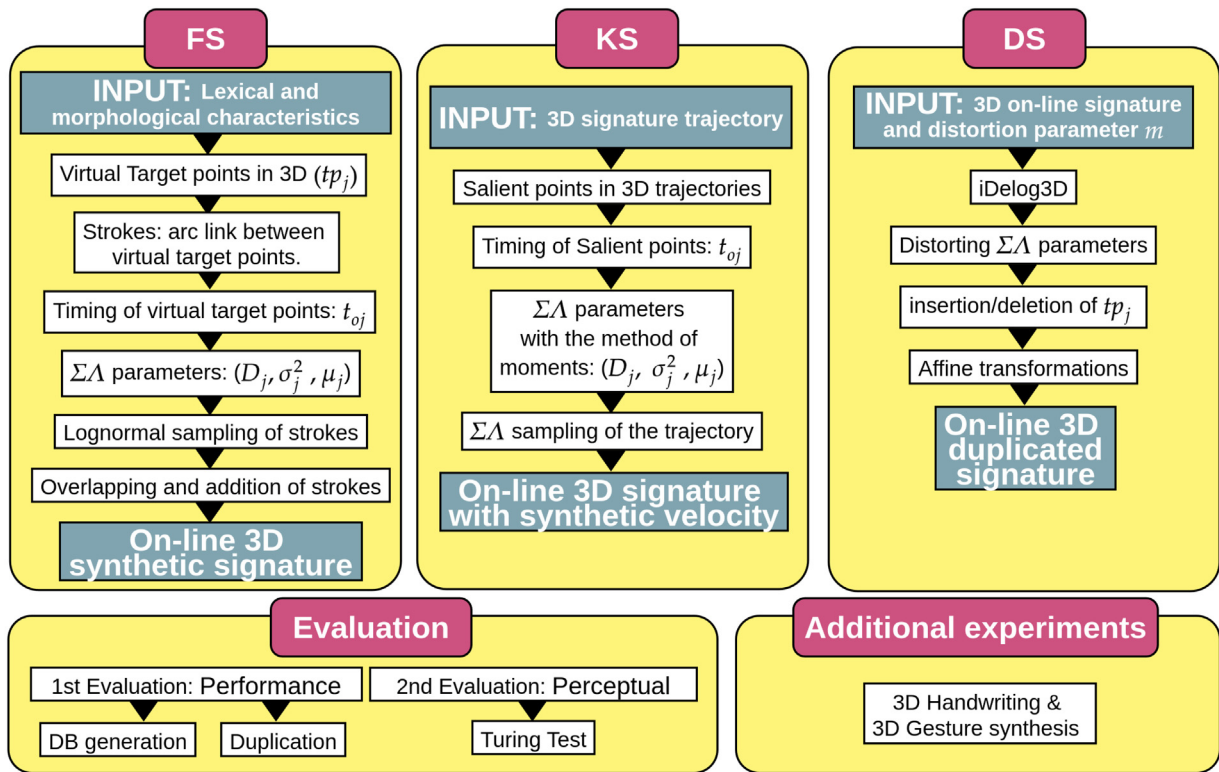 FS
INPUT: Lexical and
morphological characteristics
Virtual Target points in 3D (tp_j)
Strokes: arc link between
virtual target points.
Timing of virtual target points: t_{oj}
ΣΛ parameters: (D_j, σ_j^2, μ_j)
Lognormal sampling of strokes
Overlapping and addition of strokes
On-line 3D
synthetic signature
KS
INPUT: 3D signature trajectory
Salient points in 3D trajectories
Timing of Salient points: t_{oj}
ΣΛ parameters
with the method of
moments: (D_j, σ_j^2, μ_j)
ΣΛ sampling of the trajectory
On-line 3D signature
with synthetic velocity
DS
INPUT: 3D on-line signature
and distortion parameter m
iDelog3D
Distorting ΣΛ parameters
insertion/deletion of tp_j
Affine transformations
On-line 3D
duplicated
signature
Evaluation
1st Evaluation: Performance
DB generation
Duplication
2nd Evaluation: Perceptual
Turing Test
Additional experiments
3D Handwriting &
3D Gesture synthesis